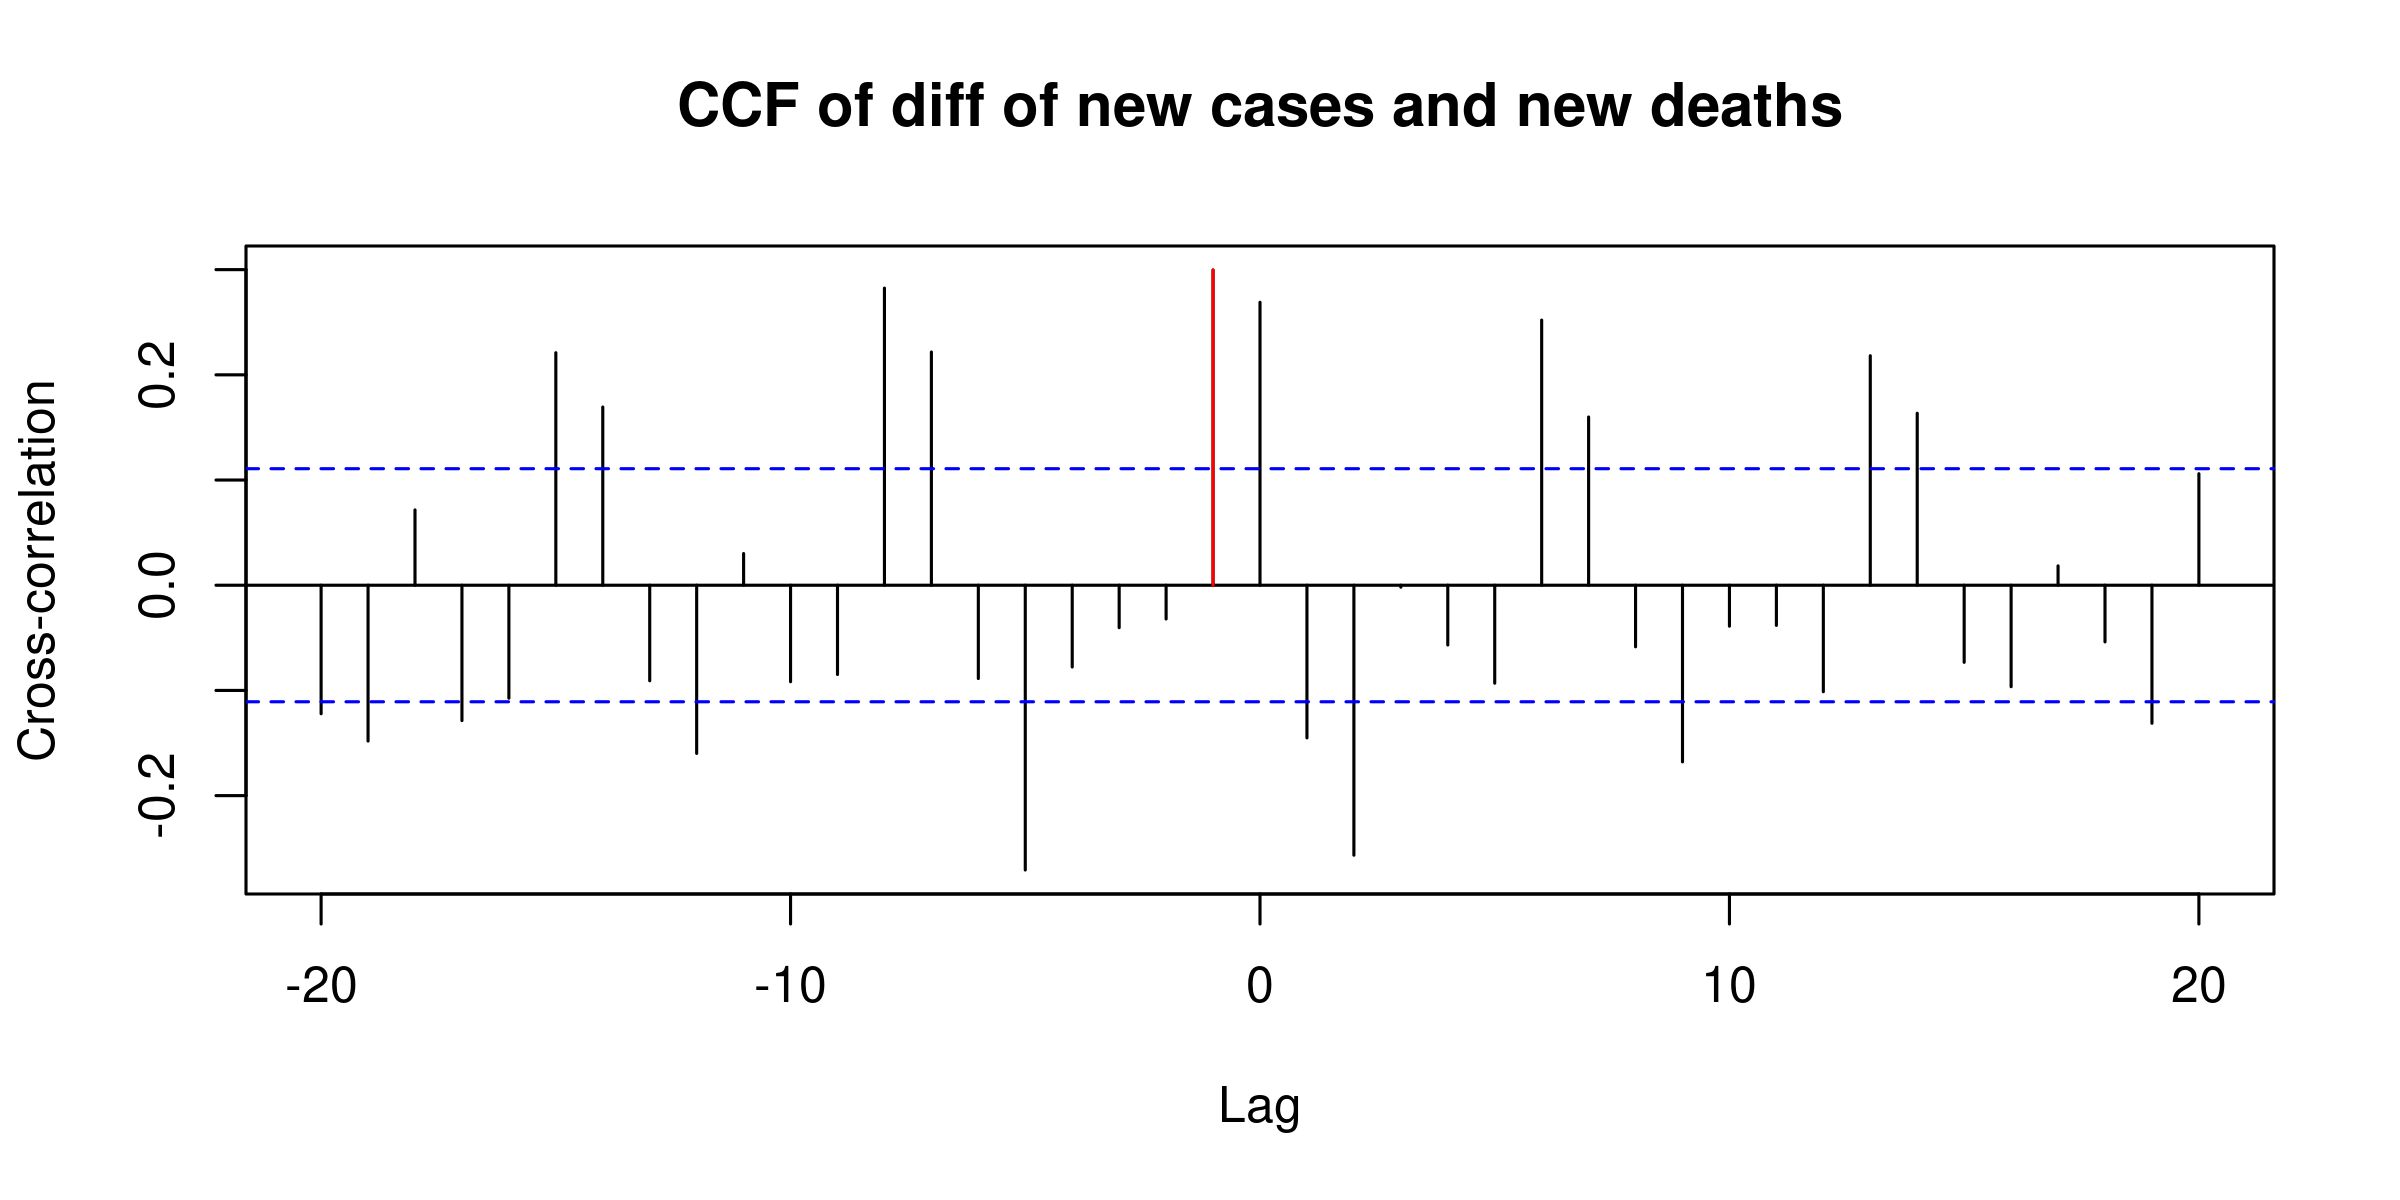 CCF of diff of new cases and new deaths
Cross-correlation
0.2
0.0
-0.2
-20 -10 0 10 20
Lag